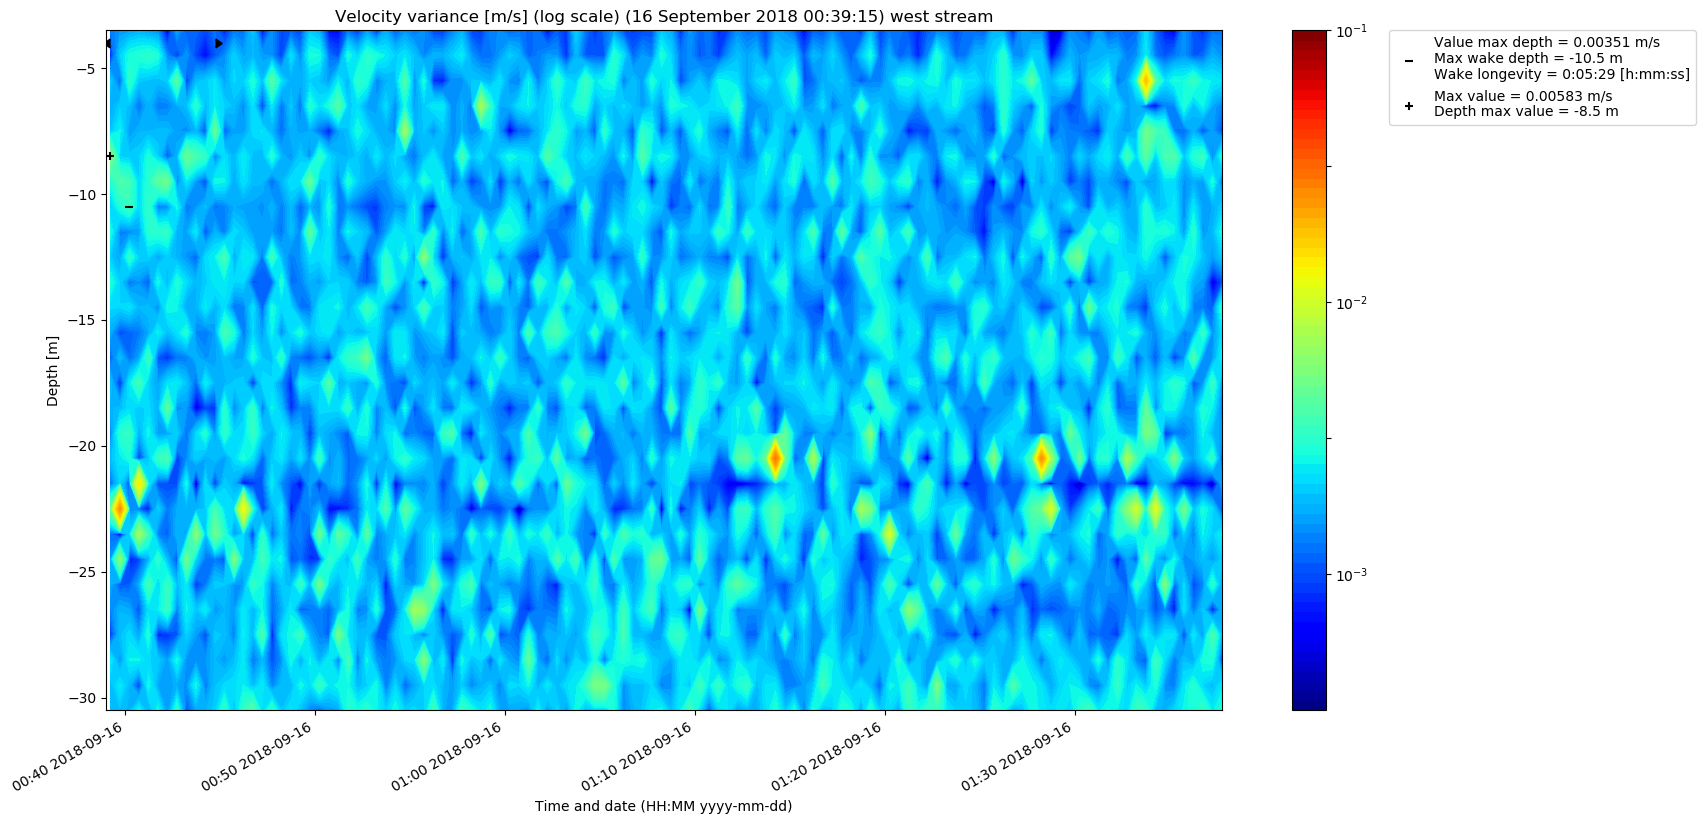 Velocity variance [m/s] (log scale) (16 September 2018 00:39:15) west stream
Value max depth = 0.00351 m/s
Max wake depth = -10.5 m
Wake longevity = 0:05:29 [h:mm:ss]
Max value = 0.00583 m/s
Depth max value = -8.5 m
10⁻¹
10⁻²
10⁻³
Depth [m]
−5
−10
−15
−20
−25
−30
00:40 2018-09-16
00:50 2018-09-16
01:00 2018-09-16
01:10 2018-09-16
01:20 2018-09-16
01:30 2018-09-16
Time and date (HH:MM yyyy-mm-dd)